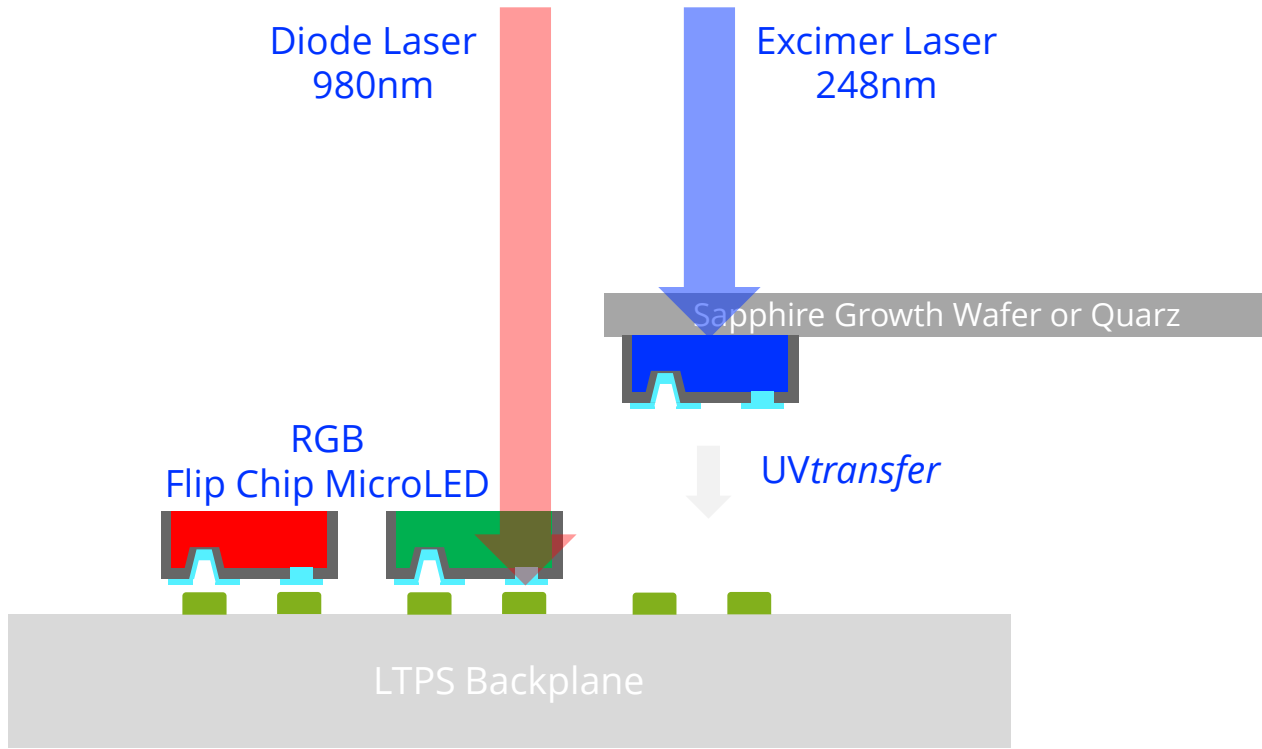 Diode Laser
980nm
Excimer Laser
248nm
Sapphire Growth Wafer or Quarz
RGB
Flip Chip MicroLED
UVtransfer
LTPS Backplane